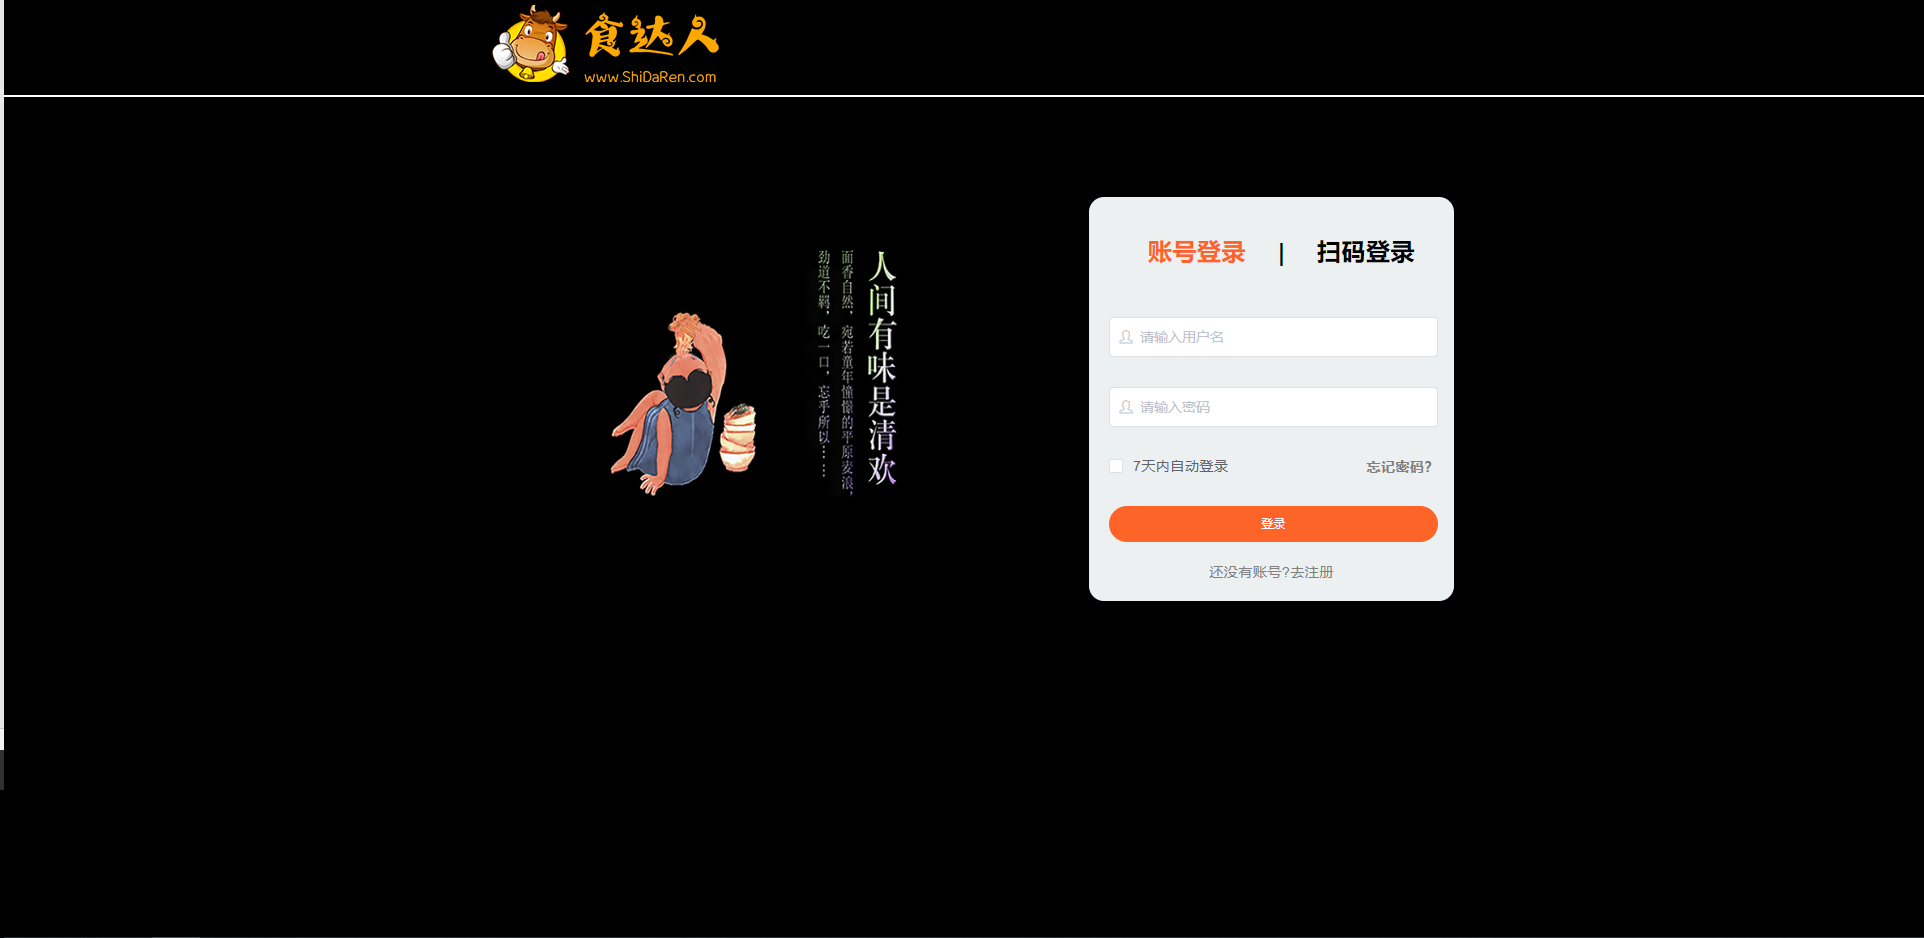 食达人
www.ShiDaRen.com
人间有味是清欢
面香自然，宛若童年憧憬的平原麦浪，
劲道不羁，吃一口，忘乎所以……
账号登录 | 扫码登录
请输入用户名
请输入密码
7天内自动登录 忘记密码？
登录
还没有账号?去注册